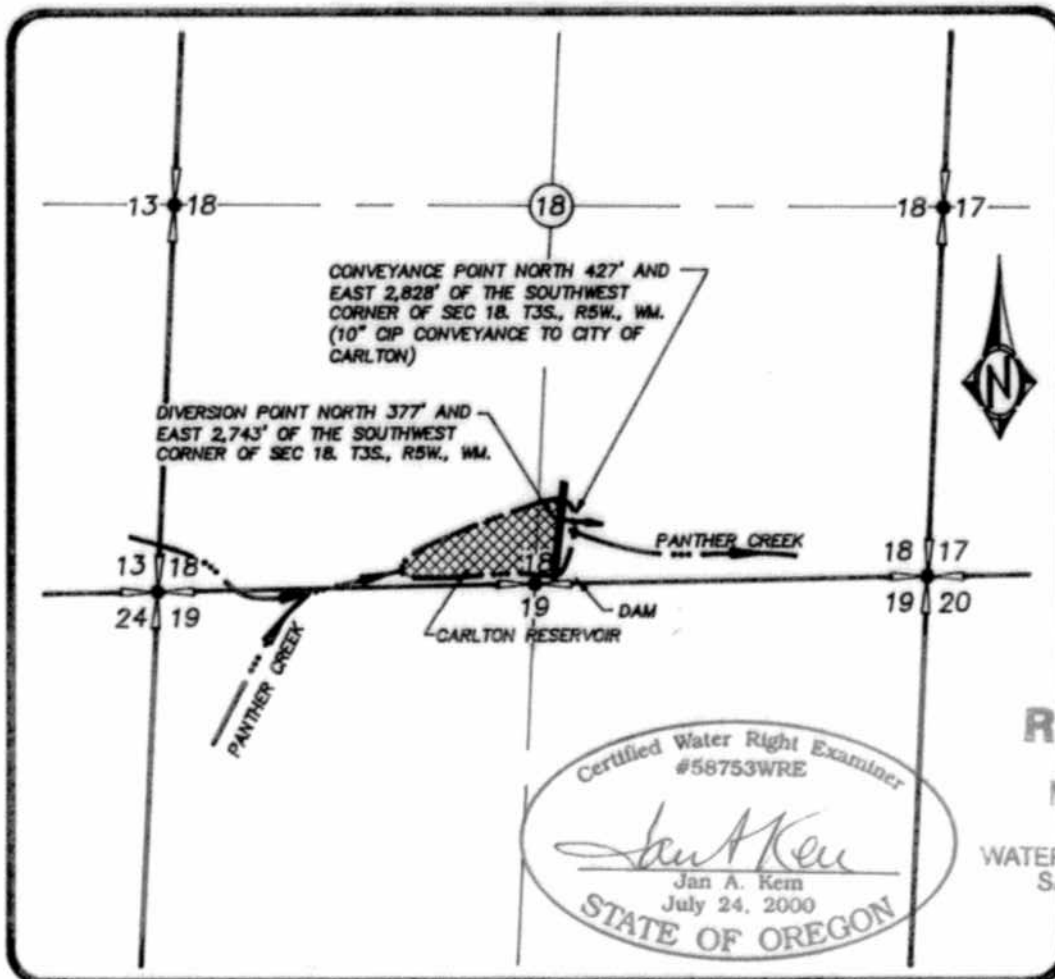 13 18
18
18 17
CONVEYANCE POINT NORTH 427' AND
EAST 2,828' OF THE SOUTHWEST
CORNER OF SEC 18. T3S., R5W., WM.
(10" CIP CONVEYANCE TO CITY OF
CARLTON)
N
DIVERSION POINT NORTH 377' AND
EAST 2,743' OF THE SOUTHWEST
CORNER OF SEC 18. T3S., R5W., WM.
PANTHER CREEK
13 18
18
18 17
24 19
19
19 20
DAM
CARLTON RESERVOIR
PANTHER CREEK
R
Certified Water Right Examiner
#58753WRE
Jan A Kem
WATER
Jan A. Kem
July 24, 2000
STATE OF OREGON